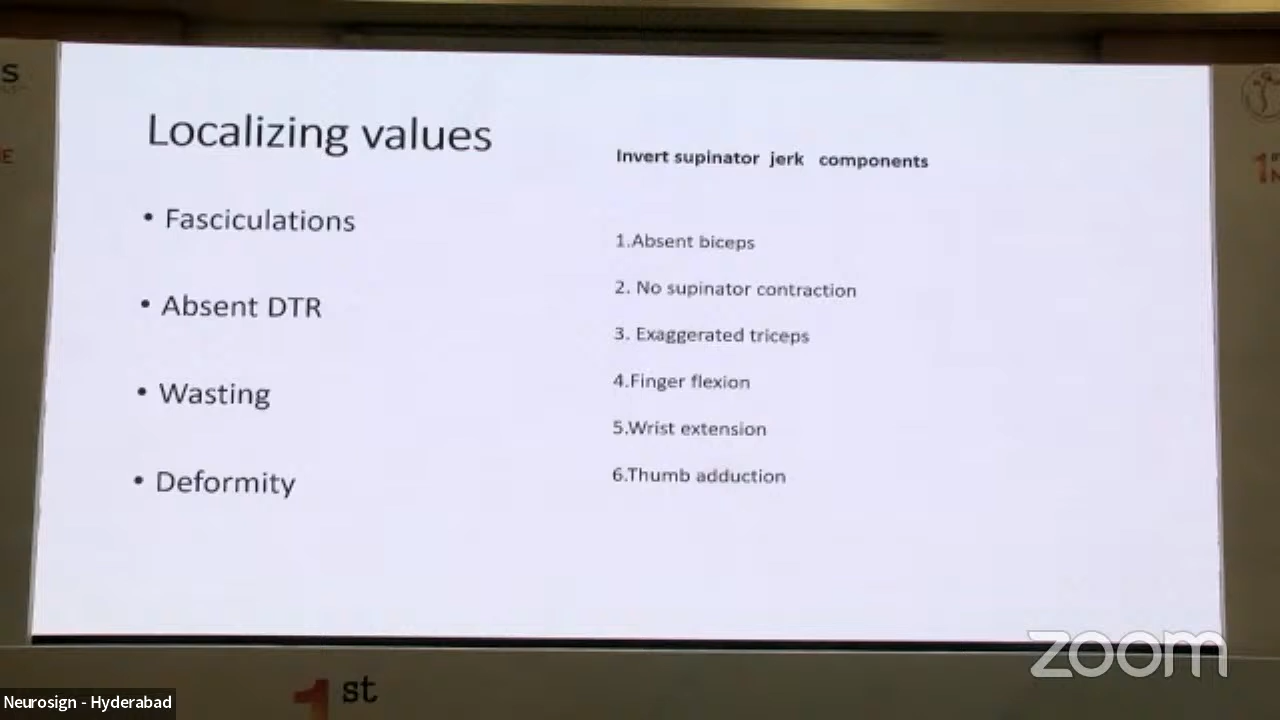 Localizing values
• Fasciculations
• Absent DTR
• Wasting
• Deformity
Invert supinator jerk components
1.Absent biceps
2. No supinator contraction
3. Exaggerated triceps
4.Finger flexion
5.Wrist extension
6.Thumb adduction
zoom
1st
Neurosign - Hyderabad